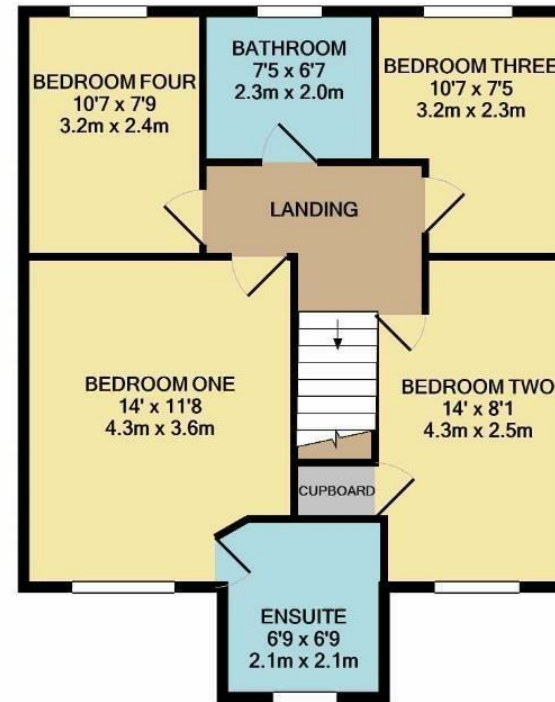 BEDROOM FOUR
10'7 x 7'9
3.2m x 2.4m
BATHROOM
7'5 x 6'7
2.3m x 2.0m
BEDROOM THREE
10'7 x 7'5
3.2m x 2.3m
LANDING
BEDROOM ONE
14' x 11'8
4.3m x 3.6m
BEDROOM TWO
14' x 8'1
4.3m x 2.5m
CUPBOARD
ENSUITE
6'9 x 6'9
2.1m x 2.1m